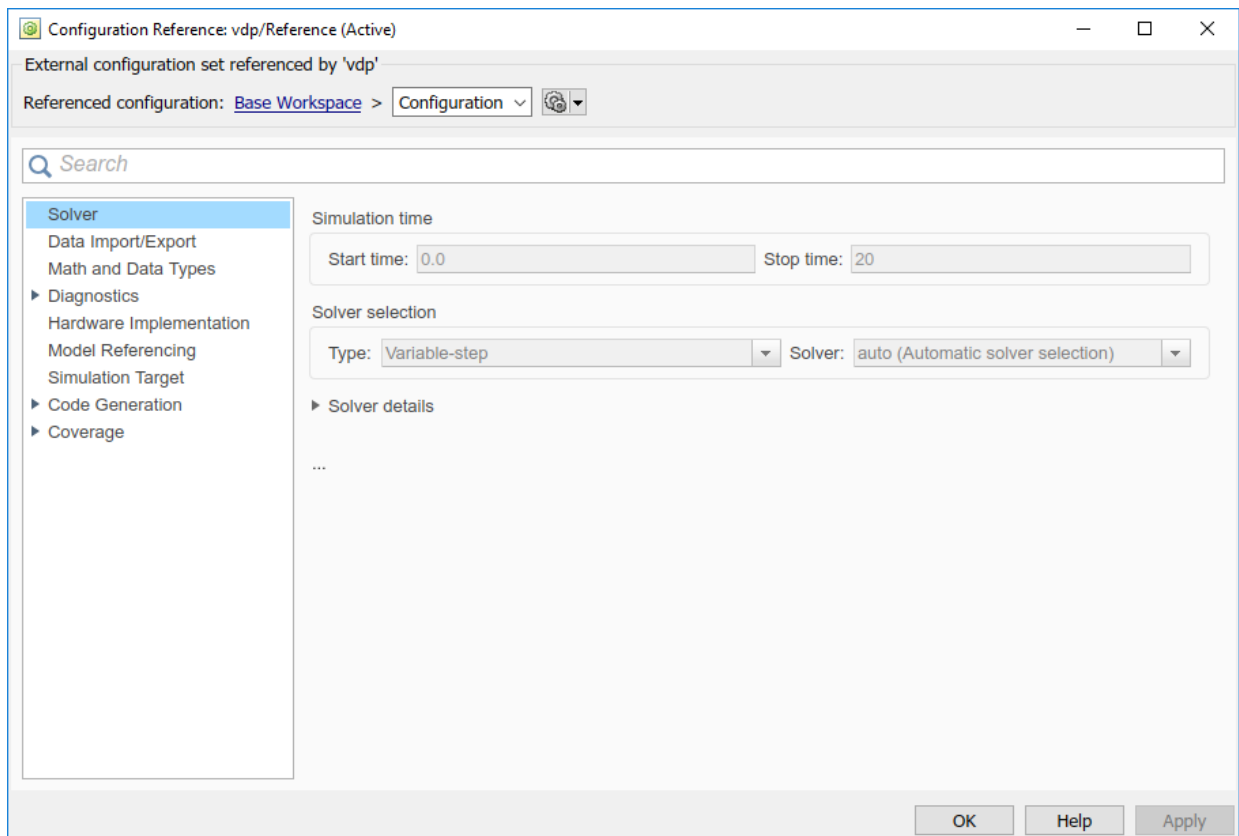 Configuration Reference: vdp/Reference (Active)
External configuration set referenced by 'vdp'
Referenced configuration: Base Workspace > Configuration
Search
Solver
Data Import/Export
Math and Data Types
Diagnostics
Hardware Implementation
Model Referencing
Simulation Target
Code Generation
Coverage
Simulation time
Start time: 0.0 Stop time: 20
Solver selection
Type: Variable-step Solver: auto (Automatic solver selection)
Solver details
...
OK Help Apply